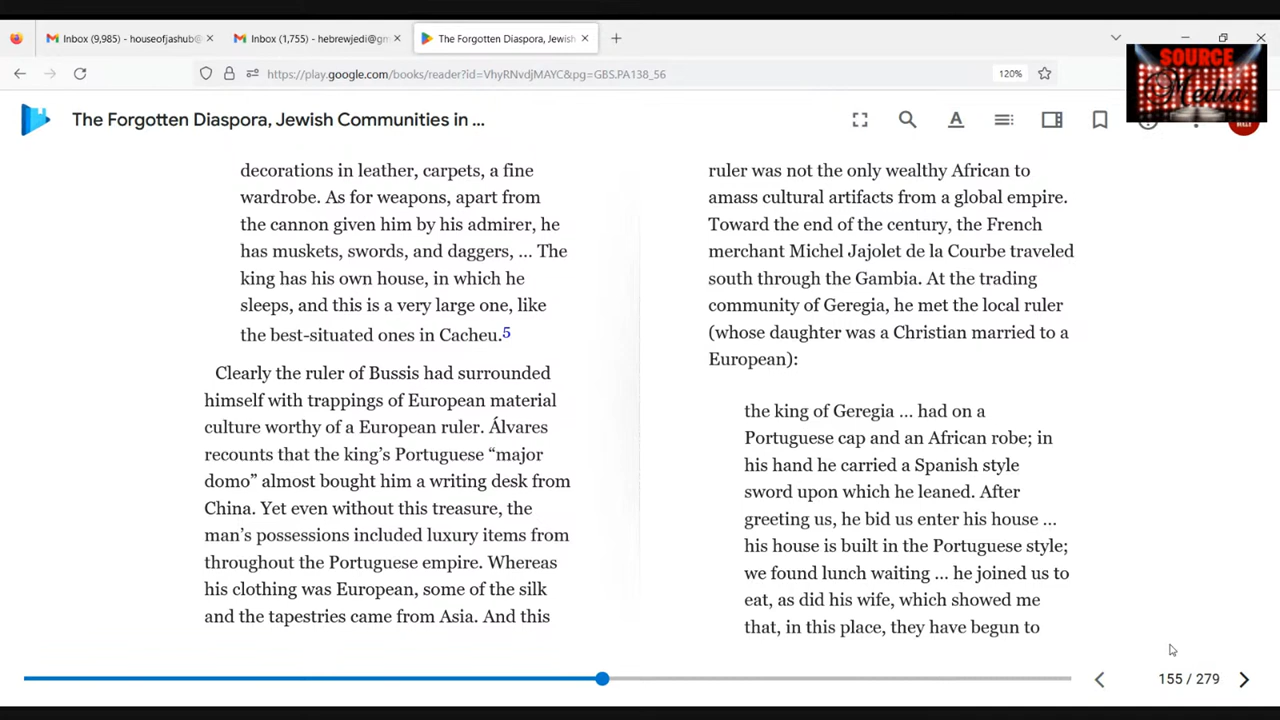 Inbox (9,985) - houseofjashub@
Inbox (1,755) - hebrewjedi@gm
The Forgotten Diaspora, Jewish
https://play.google.com/books/reader?id=VhyRNvdjMAYC&pg=GBS.PA138_56
120%
SOURCE
Media
The Forgotten Diaspora, Jewish Communities in ...
decorations in leather, carpets, a fine
wardrobe. As for weapons, apart from
the cannon given him by his admirer, he
has muskets, swords, and daggers, ... The
king has his own house, in which he
sleeps, and this is a very large one, like
the best-situated ones in Cacheu.5
Clearly the ruler of Bussis had surrounded
himself with trappings of European material
culture worthy of a European ruler. Álvares
recounts that the king's Portuguese "major
domo" almost bought him a writing desk from
China. Yet even without this treasure, the
man's possessions included luxury items from
throughout the Portuguese empire. Whereas
his clothing was European, some of the silk
and the tapestries came from Asia. And this
ruler was not the only wealthy African to
amass cultural artifacts from a global empire.
Toward the end of the century, the French
merchant Michel Jajolet de la Courbe traveled
south through the Gambia. At the trading
community of Geregia, he met the local ruler
(whose daughter was a Christian married to a
European):
the king of Geregia ... had on a
Portuguese cap and an African robe; in
his hand he carried a Spanish style
sword upon which he leaned. After
greeting us, he bid us enter his house ...
his house is built in the Portuguese style;
we found lunch waiting ... he joined us to
eat, as did his wife, which showed me
that, in this place, they have begun to
155 / 279